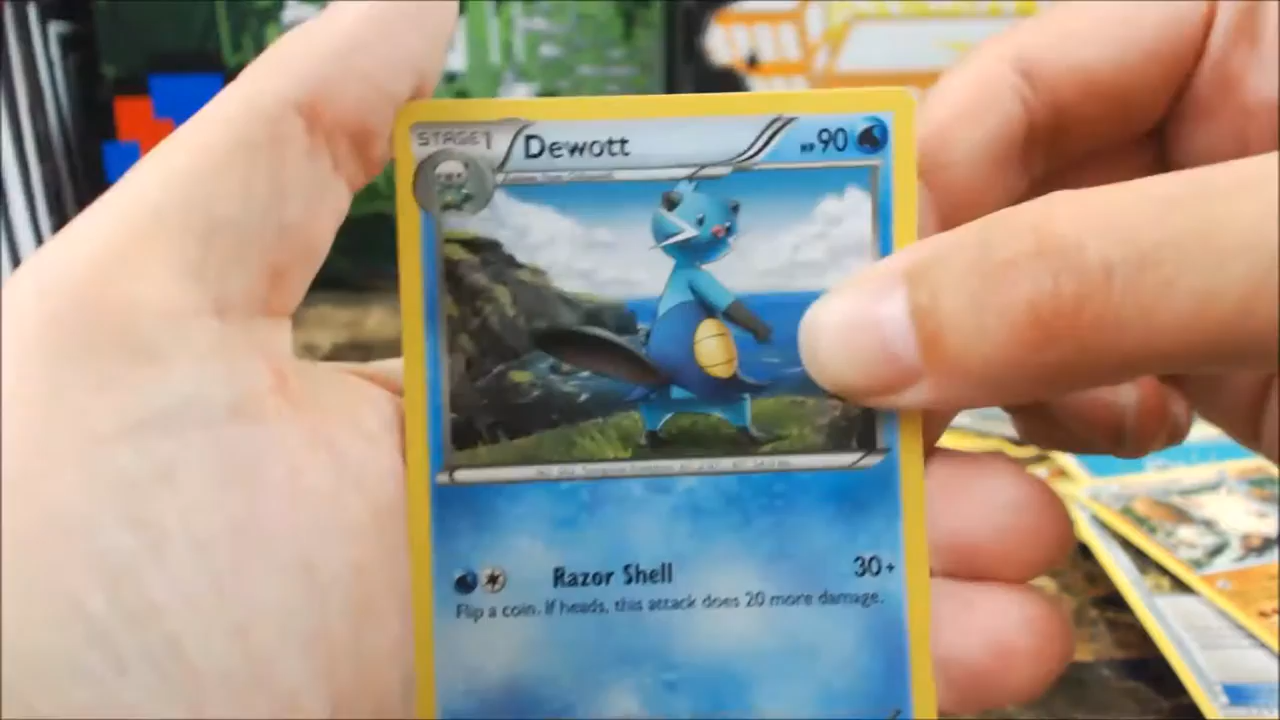 STAGE1
Dewott
HP90
Razor Shell
30+
Flip a coin. If heads, this attack does 20 more damage.